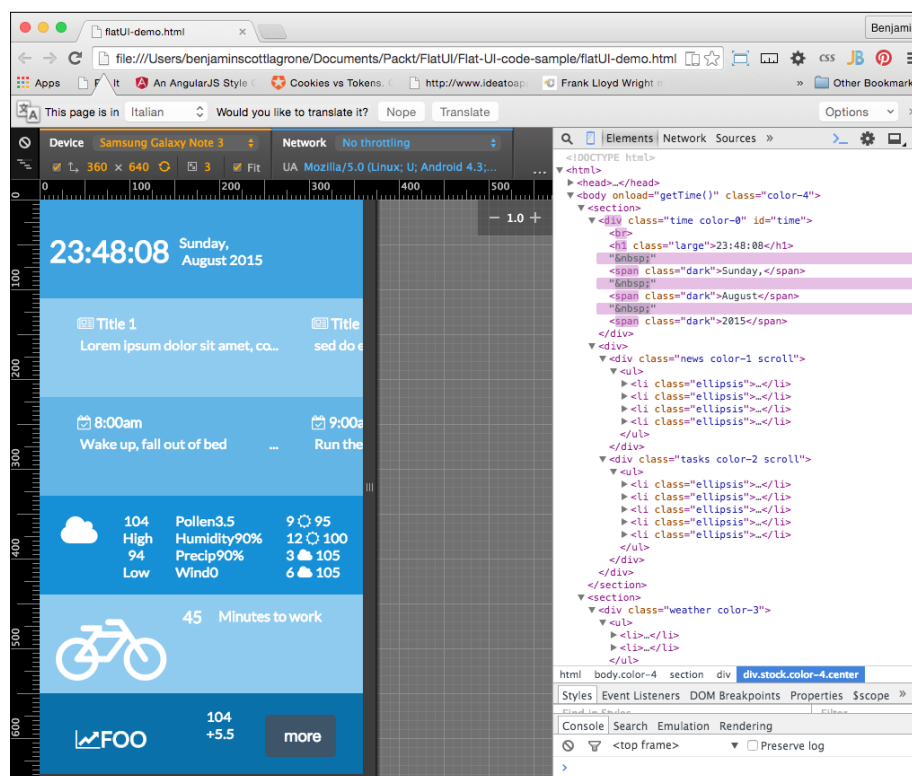 flatUI-demo.html
Benjami
file:///Users/benjaminscottlagrone/Documents/Packt/FlatUI/Flat-UI-code-sample/flatUI-demo.html
CSS JB
Apps
An AngularJS Style
Cookies vs Tokens.
http://www.ideatoap
Frank Lloyd Wright
» Other Bookmark
This page is in Italian Would you like to translate it? Nope Translate Options
Device Samsung Galaxy Note 3 Network No throttling
360 × 640 3 Fit UA Mozilla/5.0 (Linux; U; Android 4.3;... ...
0 100 200 300 400 500
0
100
200
300
400
500
600
− 1.0 +
23:48:08 Sunday,
August 2015
Title 1 Title
Lorem ipsum dolor sit amet, co... sed do e
8:00am 9:00a
Wake up, fall out of bed ... Run the
104 Pollen3.5 9 95
High Humidity90% 12 100
94 Precip90% 3 105
Low Wind0 6 105
45 Minutes to work
FOO
104
+5.5
more
Elements Network Sources »
<!DOCTYPE html>
<html>
<head>…</head>
<body onload="getTime()" class="color-4">
<section>
<div class="time color-0" id="time">
<br>
<h1 class="large">23:48:08</h1>
"&nbsp;"
<span class="dark">Sunday,</span>
"&nbsp;"
<span class="dark">August</span>
"&nbsp;"
<span class="dark">2015</span>
</div>
<div>
<div class="news color-1 scroll">
<ul>
<li class="ellipsis">…</li>
<li class="ellipsis">…</li>
<li class="ellipsis">…</li>
<li class="ellipsis">…</li>
</ul>
</div>
<div class="tasks color-2 scroll">
<ul>
<li class="ellipsis">…</li>
<li class="ellipsis">…</li>
<li class="ellipsis">…</li>
<li class="ellipsis">…</li>
<li class="ellipsis">…</li>
</ul>
</div>
</div>
</section>
<section>
<div class="weather color-3">
<ul>
<li>…</li>
<li>…</li>
</ul>
html body.color-4 section div div.stock.color-4.center
Styles Event Listeners DOM Breakpoints Properties $scope »
Console Search Emulation Rendering
<top frame> Preserve log
>